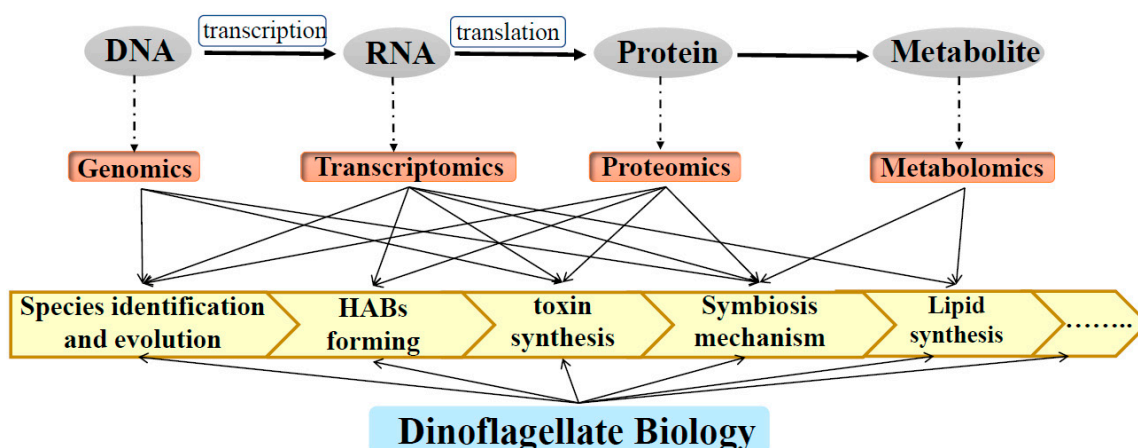 transcription
translation
DNA
RNA
Protein
Metabolite
Genomics
Transcriptomics
Proteomics
Metabolomics
Species identification
and evolution
HABs
forming
toxin
synthesis
Symbiosis
mechanism
Lipid
synthesis
……..
Dinoflagellate Biology